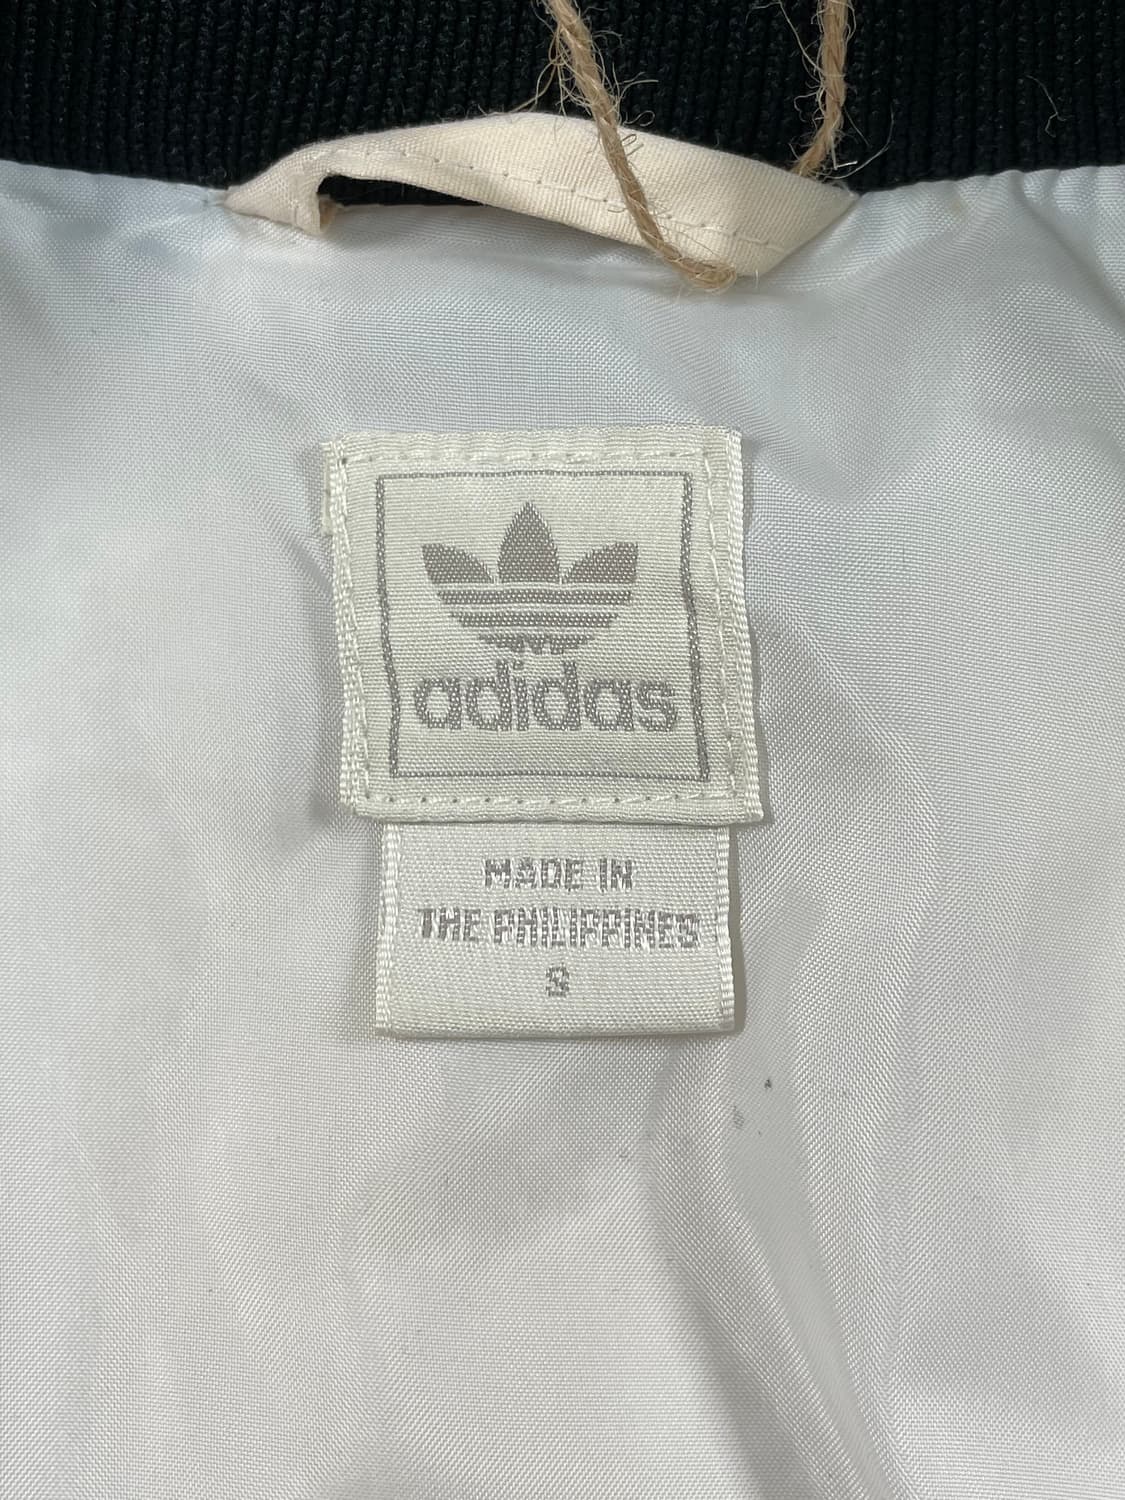 adidas
MADE IN
THE PHILIPPINES
S